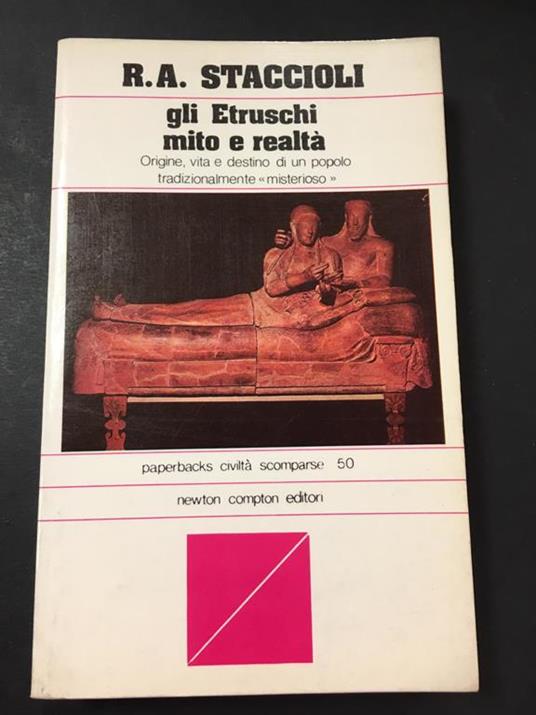 R.A. STACCIOLI
gli Etruschi
mito e realtà
Origine, vita e destino di un popolo
tradizionalmente «misterioso»
paperbacks civiltà scomparse 50
newton compton editori